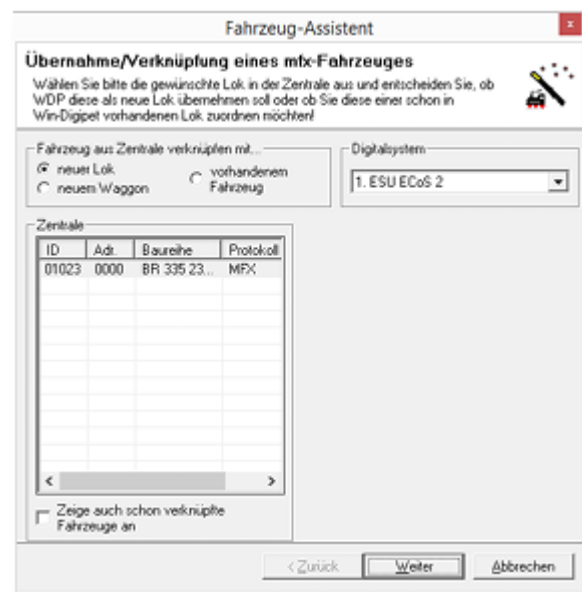 Fahrzeug-Assistent
x
Übernahme/Verknüpfung eines mfx-Fahrzeuges
Wählen Sie bitte die gewünschte Lok in der Zentrale aus und entscheiden Sie, ob
WDP diese als neue Lok übernehmen soll oder ob Sie diese einer schon in
Win-Digipet vorhandenen Lok zuordnen möchten!
Fahrzeug aus Zentrale verknüpfen mit...
neuer Lok
neuem Waggon
vorhandenem
Fahrzeug
Digitalsystem
1. ESU ECoS 2
Zentrale
ID Adr. Baureihe Protokoll
01023 0000 BR 335 23... MFX
Zeige auch schon verknüpfte
Fahrzeuge an
< Zurück Weiter Abbrechen